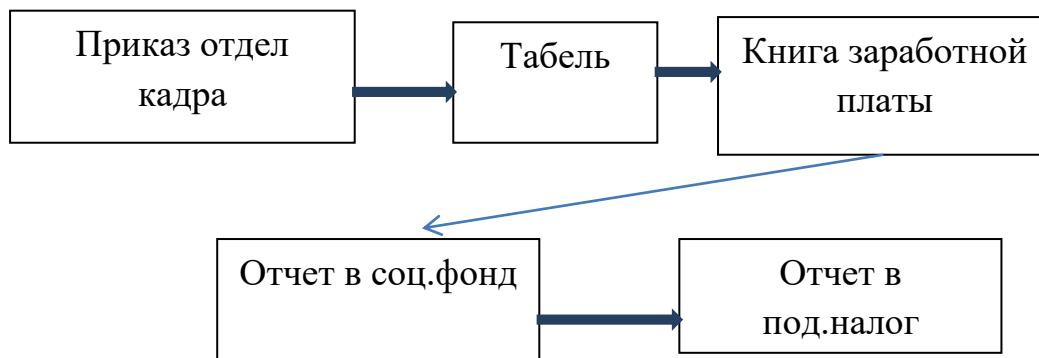 Приказ отдел
кадра
Табель
Книга заработной
платы
Отчет в соц.фонд
Отчет в
под.налог